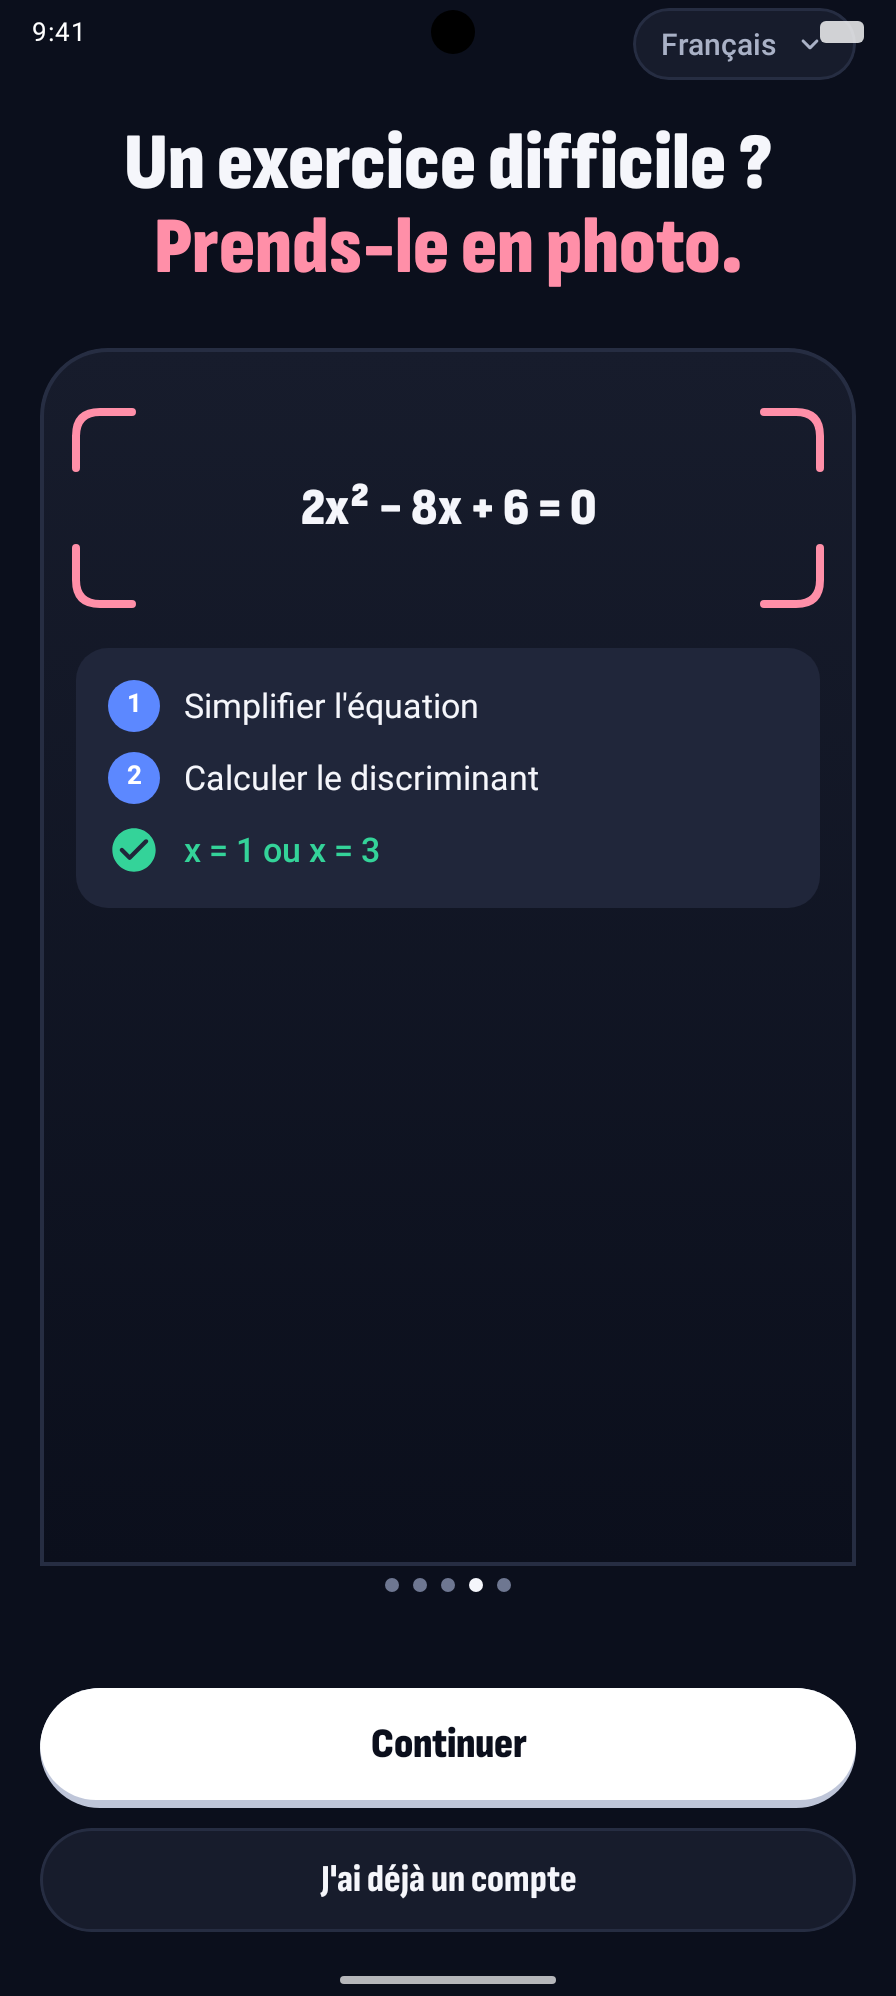 9:41
Français
Un exercice difficile ?
Prends-le en photo.
2x² − 8x + 6 = 0
1 Simplifier l'équation
2 Calculer le discriminant
x = 1 ou x = 3
Continuer
J'ai déjà un compte